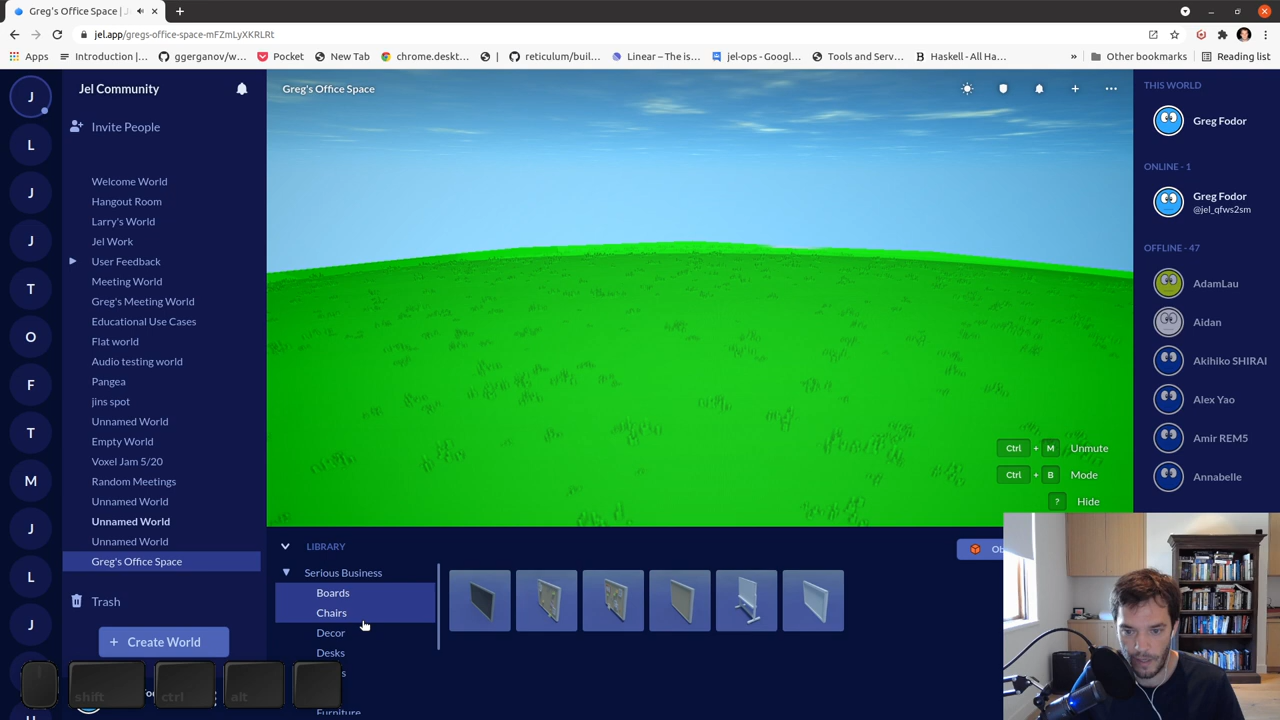 Greg's Office Space |
jel.app/gregs-office-space-mFZmLyXKRLRt
Apps
Introduction |...
ggerganov/w...
Pocket
New Tab
chrome.deskt...
|
reticulum/buil...
Linear – The is...
jel-ops - Googl...
Tools and Serv...
Haskell - All Ha...
»
Other bookmarks
Reading list
J
L
J
J
T
O
F
T
M
J
L
J
Jel Community
Invite People
Welcome World
Hangout Room
Larry's World
Jel Work
User Feedback
Meeting World
Greg's Meeting World
Educational Use Cases
Flat world
Audio testing world
Pangea
jins spot
Unnamed World
Empty World
Voxel Jam 5/20
Random Meetings
Unnamed World
Unnamed World
Unnamed World
Greg's Office Space
Trash
+ Create World
shift
ctrl
alt
Greg's Office Space
Ctrl + M Unmute
Ctrl + B Mode
? Hide
LIBRARY
Serious Business
Boards
Chairs
Decor
Desks
Furniture
THIS WORLD
Greg Fodor
ONLINE - 1
Greg Fodor
@jel_qfws2sm
OFFLINE - 47
AdamLau
Aidan
Akihiko SHIRAI
Alex Yao
Amir REM5
Annabelle